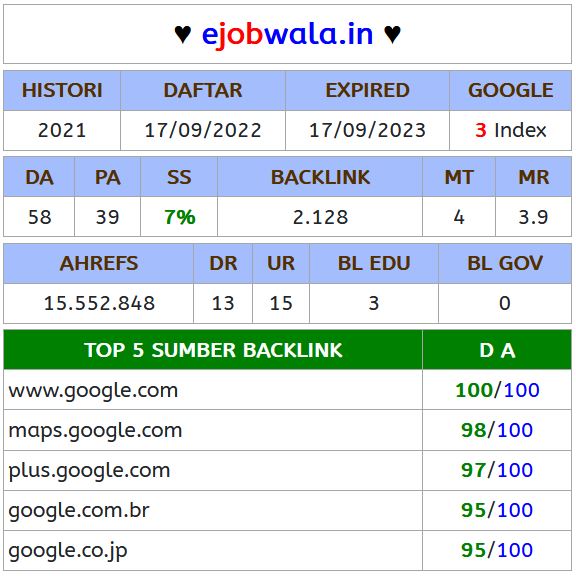 ♥ ejobwala.in ♥
HISTORI DAFTAR EXPIRED GOOGLE
2021 17/09/2022 17/09/2023 3 Index
DA PA SS BACKLINK MT MR
58 39 7% 2.128 4 3.9
AHREFS DR UR BL EDU BL GOV
15.552.848 13 15 3 0
TOP 5 SUMBER BACKLINK D A
www.google.com 100/100
maps.google.com 98/100
plus.google.com 97/100
google.com.br 95/100
google.co.jp 95/100